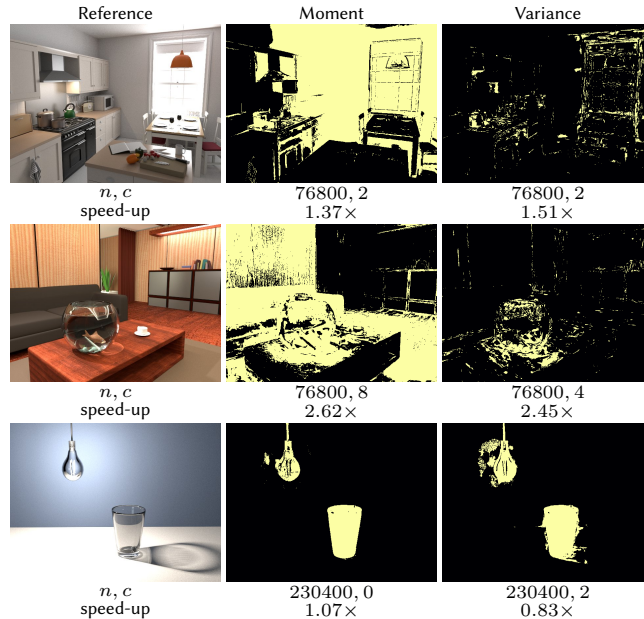 Reference Moment Variance
n, c 76800, 2 76800, 2
speed-up 1.37× 1.51×
n, c 76800, 8 76800, 4
speed-up 2.62× 2.45×
n, c 230400, 0 230400, 2
speed-up 1.07× 0.83×